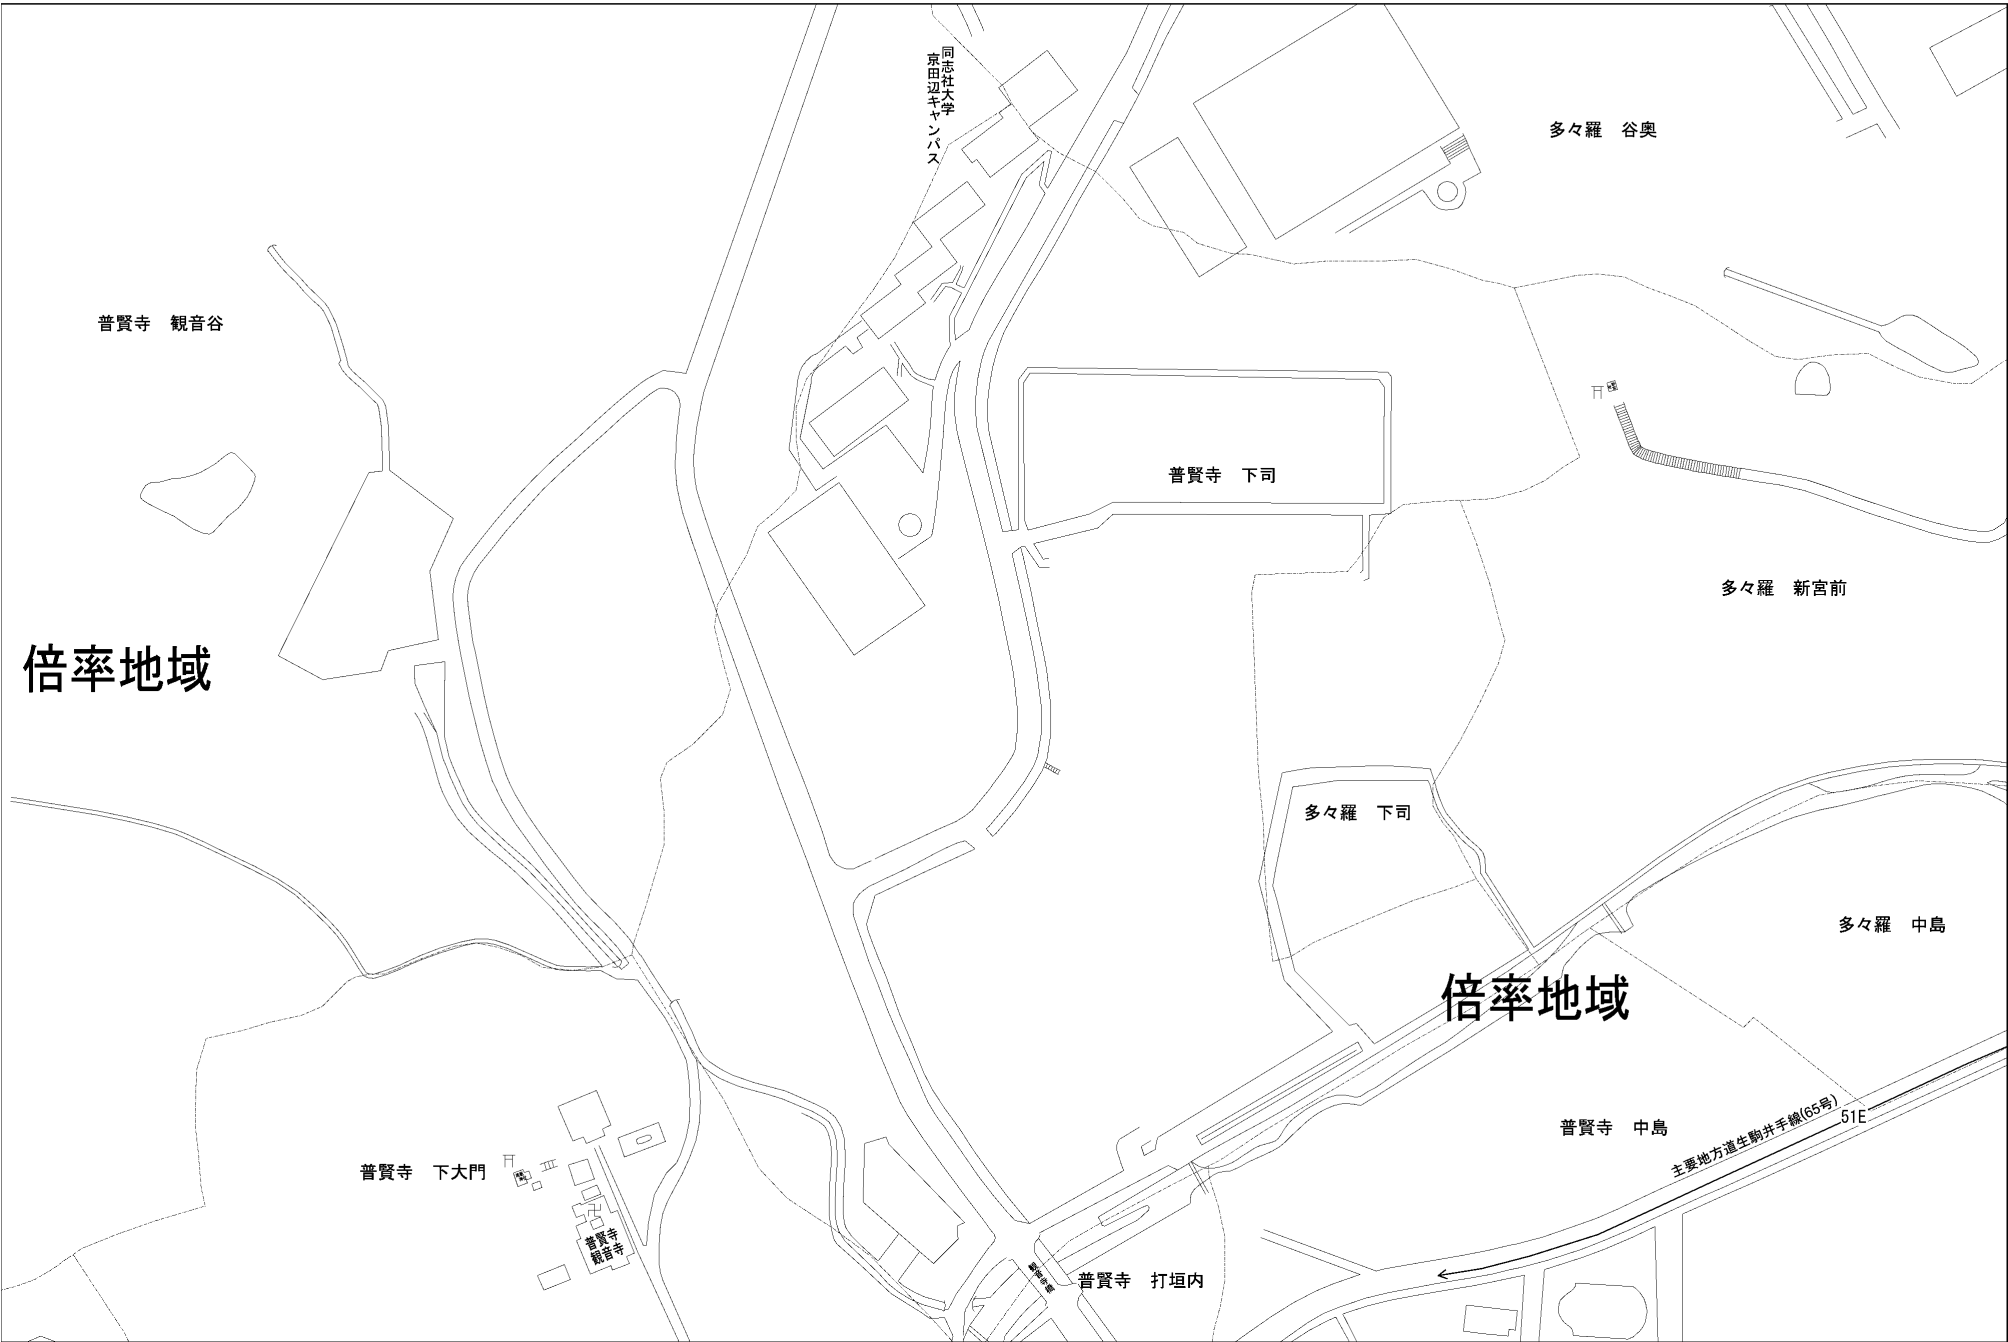 同志社大学
京田辺キャンパス
多々羅　谷奥
普賢寺　観音谷
普賢寺　下司
多々羅　新宮前
倍率地域
多々羅　下司
多々羅　中島
倍率地域
主要地方道生駒井手線(65号)
51E
普賢寺　中島
普賢寺　下大門
普賢寺
観音寺
観音寺橋
普賢寺　打垣内